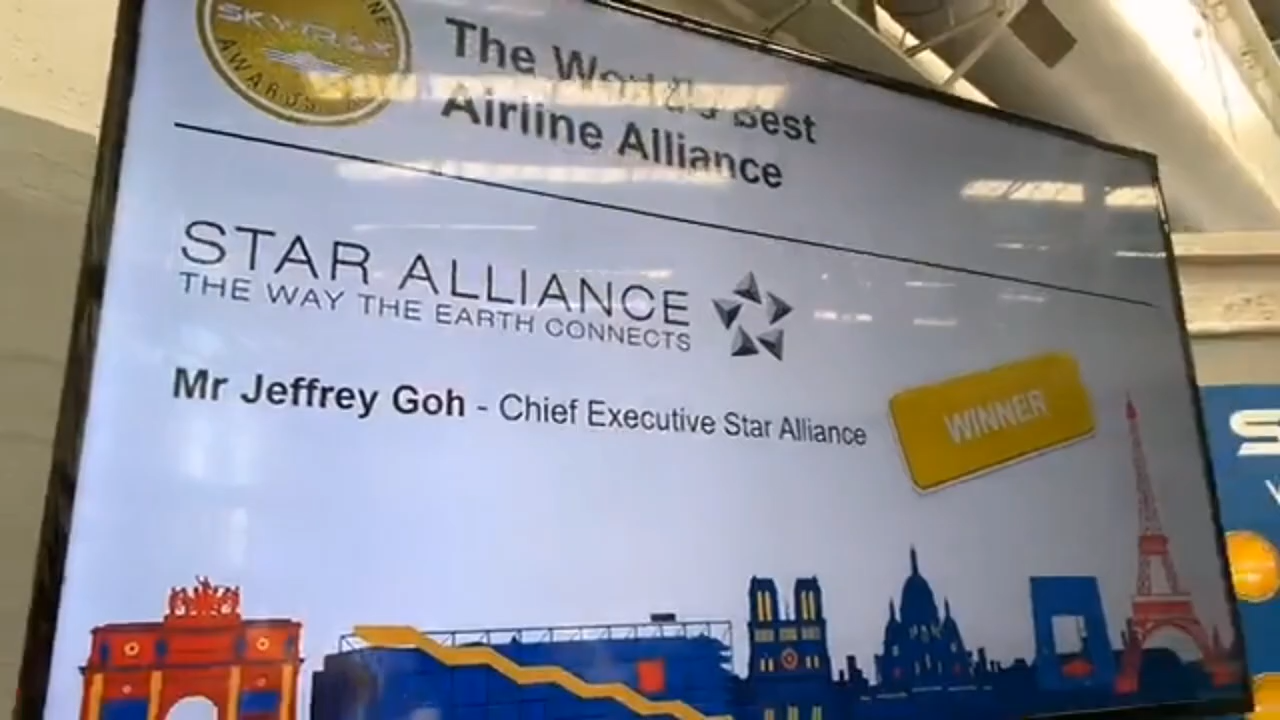 SKYTRAX
AWARDS
The World's Best
Airline Alliance
STAR ALLIANCE
THE WAY THE EARTH CONNECTS
Mr Jeffrey Goh - Chief Executive Star Alliance
WINNER